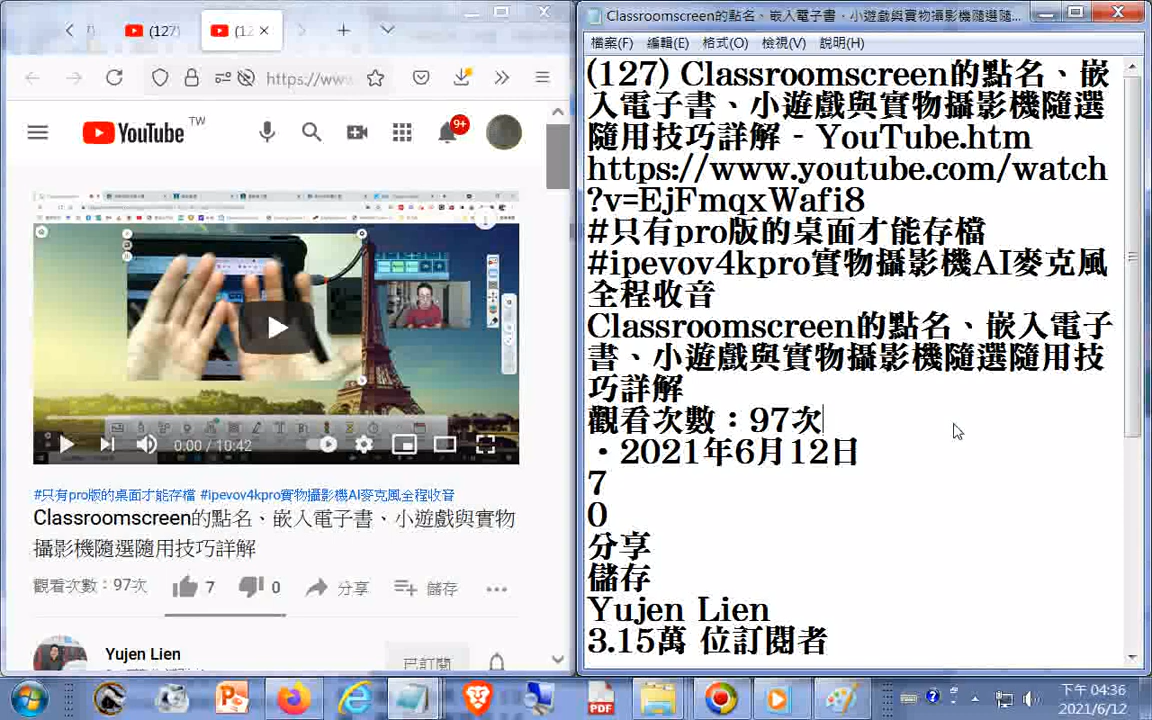 (127)
(12
https://www.
YouTube TW
9+
0:00 / 10:42
#只有pro版的桌面才能存檔 #ipevov4kpro實物攝影機AI麥克風全程收音
Classroomscreen的點名、嵌入電子書、小遊戲與實物
攝影機隨選隨用技巧詳解
觀看次數：97次
7
0
分享
儲存
Yujen Lien
已訂閱
Classroomscreen的點名、嵌入電子書、小遊戲與實物攝影機隨選隨...
檔案(F) 編輯(E) 格式(O) 檢視(V) 說明(H)
(127) Classroomscreen的點名、嵌
入電子書、小遊戲與實物攝影機隨選
隨用技巧詳解 - YouTube.htm
https://www.youtube.com/watch
?v=EjFmqxWafi8
#只有pro版的桌面才能存檔
#ipevov4kpro實物攝影機AI麥克風
全程收音
Classroomscreen的點名、嵌入電子
書、小遊戲與實物攝影機隨選隨用技
巧詳解
觀看次數：97次
•2021年6月12日
7
0
分享
儲存
Yujen Lien
3.15萬 位訂閱者
PDF
下午 04:36
2021/6/12